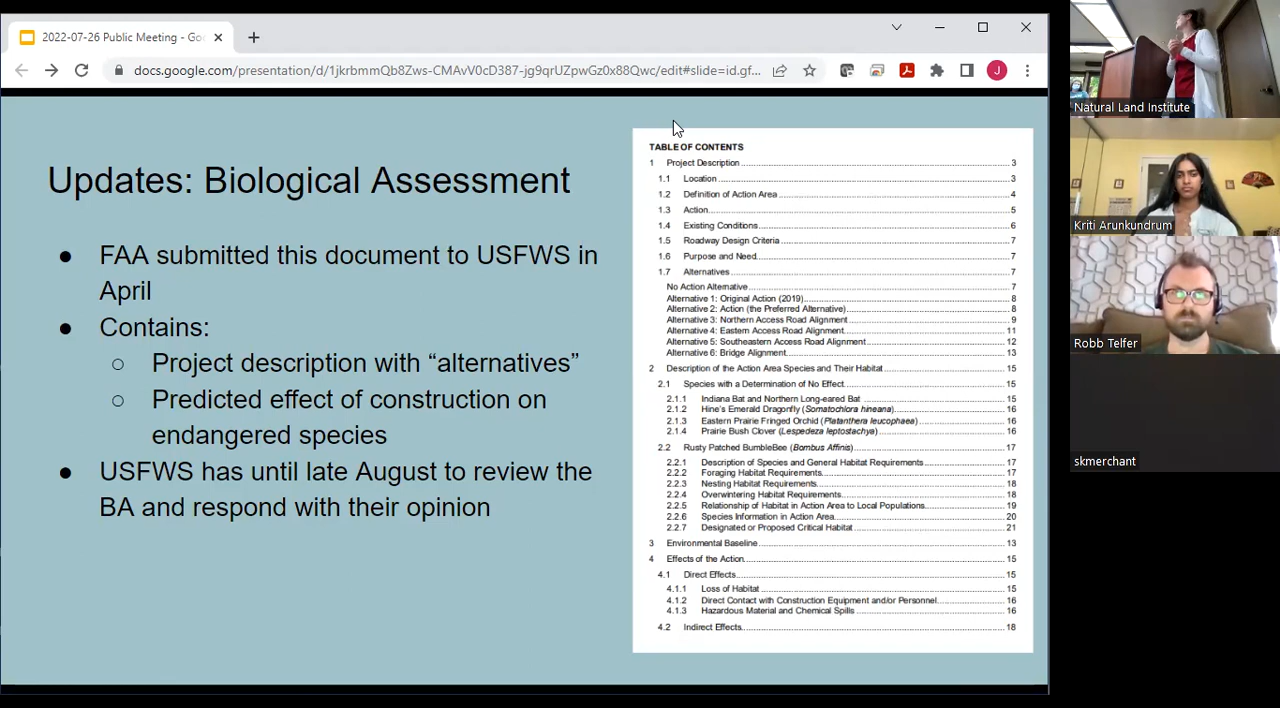 2022-07-26 Public Meeting - Goo
docs.google.com/presentation/d/1jkrbmmQBmZws-CMAvV0cD387-jg9qrUZpwGz0x88Qwc/edit#slide=id.gf...
J
Updates: Biological Assessment
● FAA submitted this document to USFWS in
April
● Contains:
○ Project description with “alternatives”
○ Predicted effect of construction on
endangered species
● USFWS has until late August to review the
BA and respond with their opinion
TABLE OF CONTENTS
1 Project Description 3
1.1 Location 3
1.2 Definition of Action Area 4
1.3 Action 5
1.4 Existing Conditions 6
1.5 Roadway Design Criteria 7
1.6 Purpose and Need 7
1.7 Alternatives 7
No Action Alternative 7
Alternative 1: Original Action (2019) 8
Alternative 2: Action (the Preferred Alternative) 8
Alternative 3: Northern Access Road Alignment 9
Alternative 4: Eastern Access Road Alignment 11
Alternative 5: Southeastern Access Road Alignment 12
Alternative 6: Bridge Alignment 13
2 Description of the Action Area Species and Their Habitat 15
2.1 Species with a Determination of No Effect 15
2.1.1 Indiana Bat and Northern Long-eared Bat 15
2.1.2 Hine's Emerald Dragonfly (Somatochlora hineana) 16
2.1.3 Eastern Prairie Fringed Orchid (Platanthera leucophaea) 16
2.1.4 Prairie Bush Clover (Lespedeza leptostachya) 16
2.2 Rusty Patched BumbleBee (Bombus Affinis) 17
2.2.1 Description of Species and General Habitat Requirements 17
2.2.2 Foraging Habitat Requirements 17
2.2.3 Nesting Habitat Requirements 18
2.2.4 Overwintering Habitat Requirements 18
2.2.5 Relationship of Habitat in Action Area to Local Populations 19
2.2.6 Species Information in Action Area 20
2.2.7 Designated or Proposed Critical Habitat 21
3 Environmental Baseline 13
4 Effects of the Action 15
4.1 Direct Effects 15
4.1.1 Loss of Habitat 15
4.1.2 Direct Contact with Construction Equipment and/or Personnel 16
4.1.3 Hazardous Material and Chemical Spills 16
4.2 Indirect Effects 18
Natural Land Institute
Kriti Arunkundrum
Robb Telfer
skmerchant